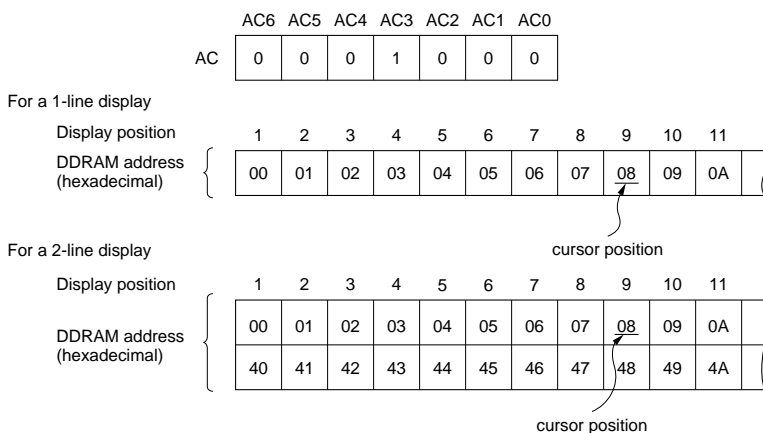 AC6 AC5 AC4 AC3 AC2 AC1 AC0
AC 0 0 0 1 0 0 0
For a 1-line display
Display position 1 2 3 4 5 6 7 8 9 10 11
DDRAM address
(hexadecimal)
00 01 02 03 04 05 06 07 08 09 0A
cursor position
For a 2-line display
Display position 1 2 3 4 5 6 7 8 9 10 11
DDRAM address
(hexadecimal)
00 01 02 03 04 05 06 07 08 09 0A
40 41 42 43 44 45 46 47 48 49 4A
cursor position